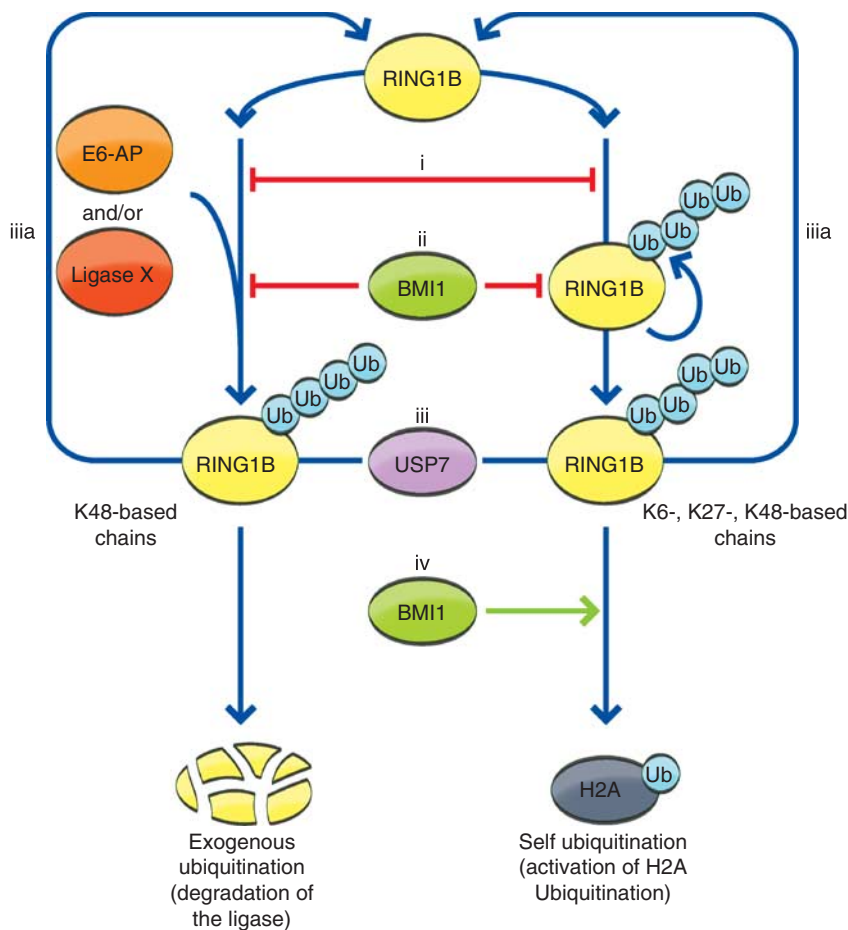 RING1B
E6-AP
and/or
Ligase X
iiia
i
ii
BMI1
RING1B
Ub
Ub
Ub
Ub
iiia
Ub
Ub
Ub
Ub
RING1B
K48-based
chains
iii
USP7
Ub
Ub
Ub
Ub
RING1B
K6-, K27-, K48-based
chains
iv
BMI1
Exogenous
ubiquitination
(degradation of
the ligase)
H2A
Ub
Self ubiquitination
(activation of H2A
Ubiquitination)